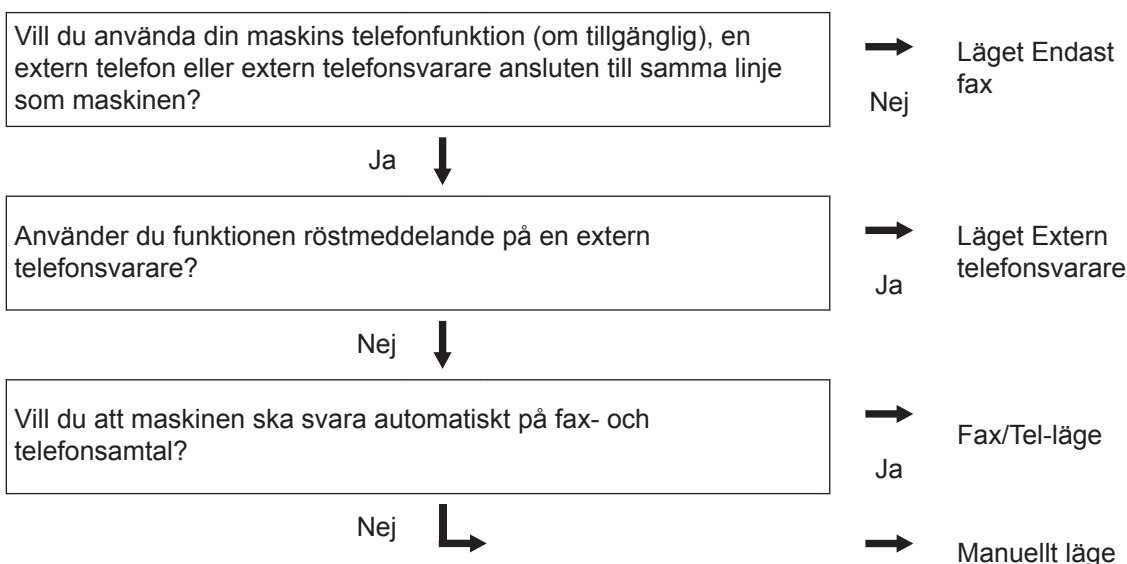 Vill du använda din maskins telefonfunktion (om tillgänglig), en
extern telefon eller extern telefonsvarare ansluten till samma linje
som maskinen?
Nej
Läget Endast
fax
Ja
Använder du funktionen röstmeddelande på en extern
telefonsvarare?
Ja
Läget Extern
telefonsvarare
Nej
Vill du att maskinen ska svara automatiskt på fax- och
telefonsamtal?
Ja
Fax/Tel-läge
Nej
Manuellt läge